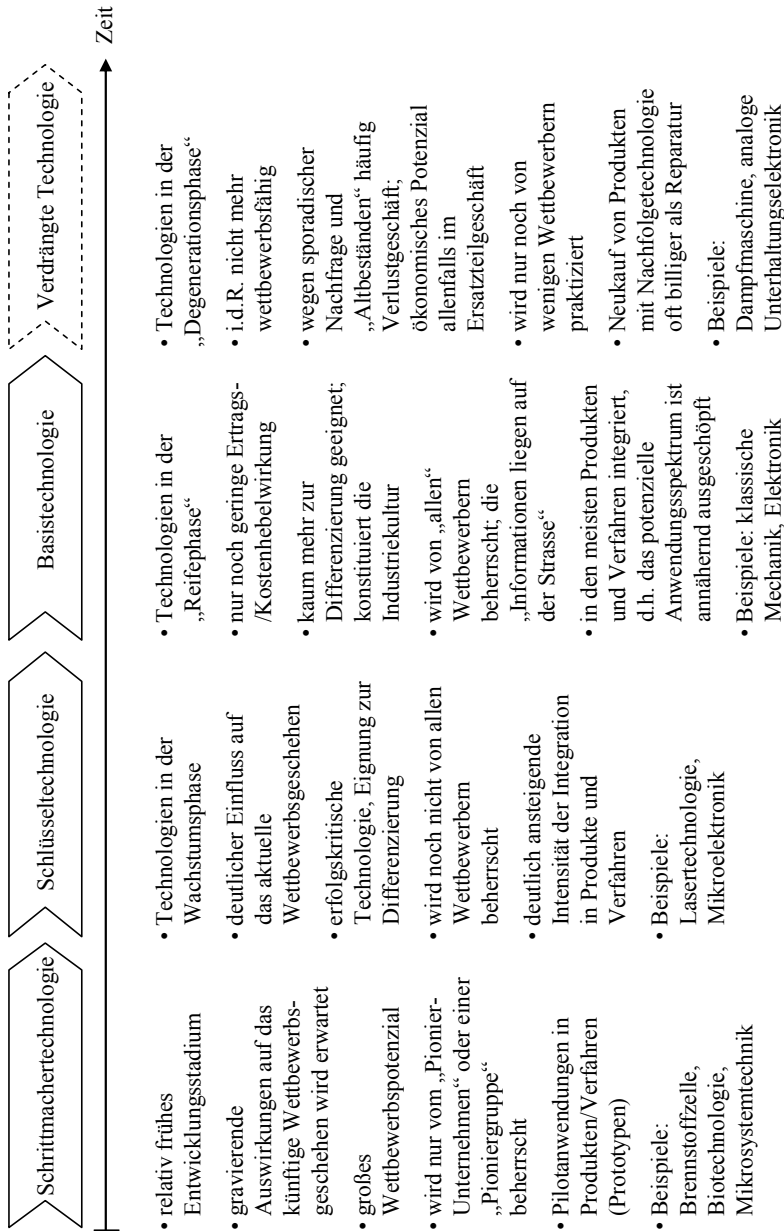 Schrittmachertechnologie
Schlüsseltechnologie
Basistechnologie
Verdrängte Technologie
Zeit
• relativ frühes
Entwicklungsstadium
• gravierende
Auswirkungen auf das
künftige Wettbewerbs-
geschehen wird erwartet
• großes
Wettbewerbspotenzial
• wird nur vom „Pionier-
Unternehmen“ oder einer
„Pioniergruppe“
beherrscht
• Pilotanwendungen in
Produkten/Verfahren
(Prototypen)
• Beispiele:
Brennstoffzelle,
Biotechnologie,
Mikrosystemtechnik
• Technologien in der
Wachstumsphase
• deutlicher Einfluss auf
das aktuelle
Wettbewerbsgeschehen
• erfolgskritische
Technologie, Eignung zur
Differenzierung
• wird noch nicht von allen
Wettbewerbern
beherrscht
• deutlich ansteigende
Intensität der Integration
in Produkte und
Verfahren
• Beispiele:
Lasertechnologie,
Mikroelektronik
• Technologien in der
„Reifephase“
• nur noch geringe Ertrags-
/Kostenhebelwirkung
• kaum mehr zur
Differenzierung geeignet;
konstituiert die
Industriekultur
• wird von „allen“
Wettbewerbern
beherrscht; die
„Informationen liegen auf
der Strasse“
• in den meisten Produkten
und Verfahren integriert,
d.h. das potenzielle
Anwendungsspektrum ist
annähernd ausgeschöpft
• Beispiele: klassische
Mechanik, Elektronik
• Technologien in der
„Degenerationsphase“
• i.d.R. nicht mehr
wettbewerbsfähig
• wegen sporadischer
Nachfrage und
„Altbeständen“ häufig
Verlustgeschäft;
ökonomisches Potenzial
allenfalls im
Ersatzteilgeschäft
• wird nur noch von
wenigen Wettbewerbern
praktiziert
• Neukauf von Produkten
mit Nachfolgetechnologie
oft billiger als Reparatur
• Beispiele:
Dampfmaschine, analoge
Unterhaltungselektronik